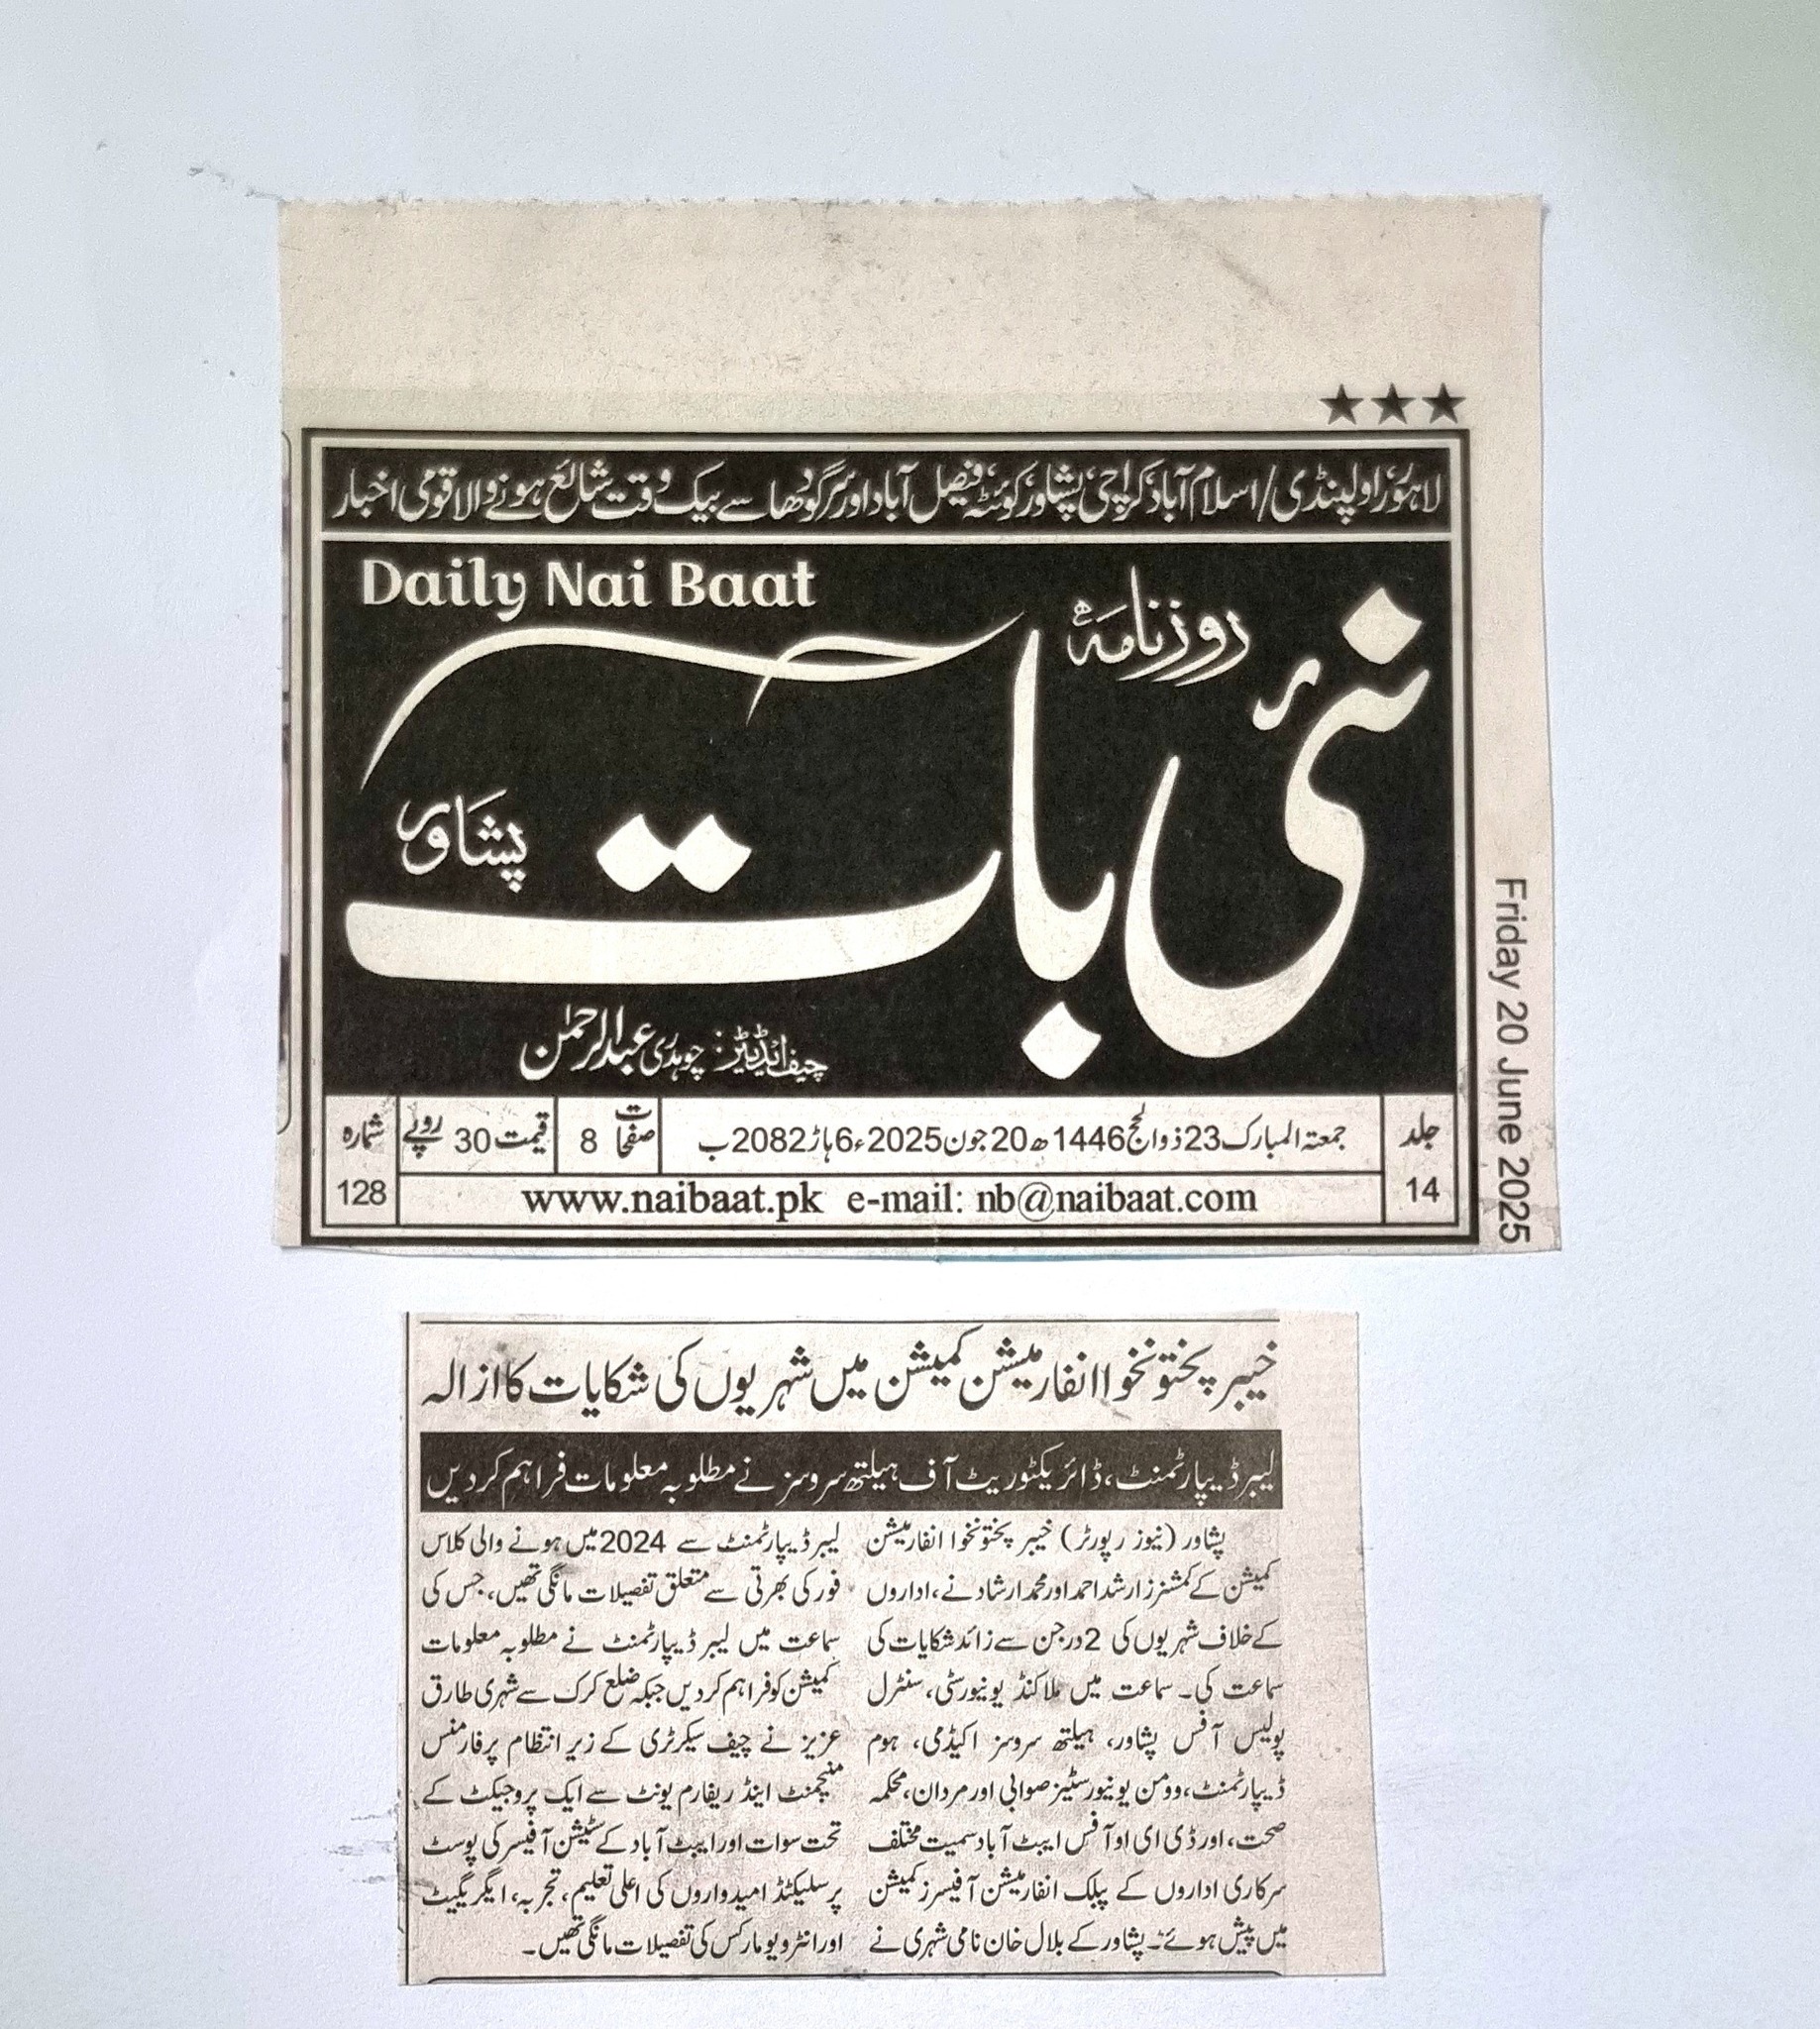 ★★★
لاہور، راولپنڈی/اسلام آباد، کراچی، پشاور، کوئٹہ، فیصل آباد اور سرگودھا سے بیک وقت شائع ہونے والا قومی اخبار
Daily Nai Baat
روزنامہ
نئی بات
پشاور
چیف ایڈیٹر: چوہدری عبدالرحمٰن
جلد 14
جمعتہ المبارک 23 ذوالحج 1446ھ 20 جون 2025ء 6 ہاڑ 2082 ب
صفحات 8
قیمت 30 روپے
شمارہ 128
www.naibaat.pk e-mail: nb@naibaat.com
Friday 20 June 2025
خیبر پختونخوا انفارمیشن کمیشن میں شہریوں کی شکایات کا ازالہ
لیبر ڈیپارٹمنٹ، ڈائریکٹوریٹ آف ہیلتھ سروسز نے مطلوبہ معلومات فراہم کردیں
پشاور (نیوز رپورٹر) خیبر پختونخوا انفارمیشن
کمیشن کے کمشنرز ارشد احمد اور محمد ارشاد نے، اداروں
کے خلاف شہریوں کی 2 درجن سے زائد شکایات کی
سماعت کی۔ سماعت میں ملاکنڈ یونیورسٹی، سنٹرل
پولیس آفس پشاور، ہیلتھ سروسز اکیڈمی، ہوم
ڈیپارٹمنٹ، وومن یونیورسٹیز صوابی اور مردان، محکمہ
صحت، اور ڈی ای او آفس ایبٹ آباد سمیت مختلف
سرکاری اداروں کے پبلک انفارمیشن آفیسرز کمیشن
میں پیش ہوئے۔ پشاور کے بلال خان نامی شہری نے
لیبر ڈیپارٹمنٹ سے 2024 میں ہونے والی کلاس
فور کی بھرتی سے متعلق تفصیلات مانگی تھیں، جس کی
سماعت میں لیبر ڈیپارٹمنٹ نے مطلوبہ معلومات
کمیشن کو فراہم کردیں جبکہ ضلع کرک سے شہری طارق
عزیز نے چیف سیکرٹری کے زیر انتظام پرفارمنس
منیجمنٹ اینڈ ریفارم یونٹ سے ایک پروجیکٹ کے
تحت سوات اور ایبٹ آباد کے سٹیشن آفیسر کی پوسٹ
پر سلیکٹڈ امیدواروں کی اعلیٰ تعلیم، تجربہ، ایگریگیٹ
اور انٹرویو مارکس کی تفصیلات مانگی تھیں۔